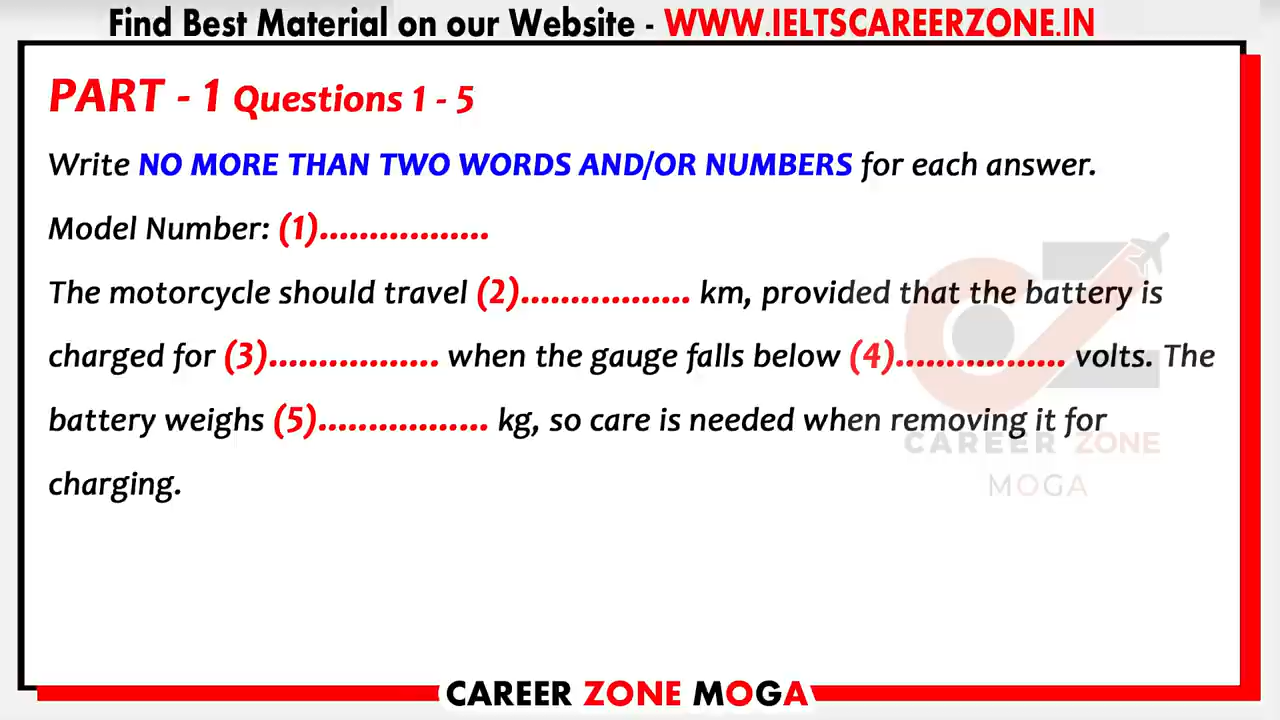 Find Best Material on our Website - WWW.IELTSCAREERZONE.IN
PART - 1 Questions 1 - 5
Write NO MORE THAN TWO WORDS AND/OR NUMBERS for each answer.
Model Number: (1).................
The motorcycle should travel (2)................. km, provided that the battery is
charged for (3)................. when the gauge falls below (4)................. volts. The
battery weighs (5)................. kg, so care is needed when removing it for
CAREER ZONE
charging.
MOGA
CAREER ZONE MOGA